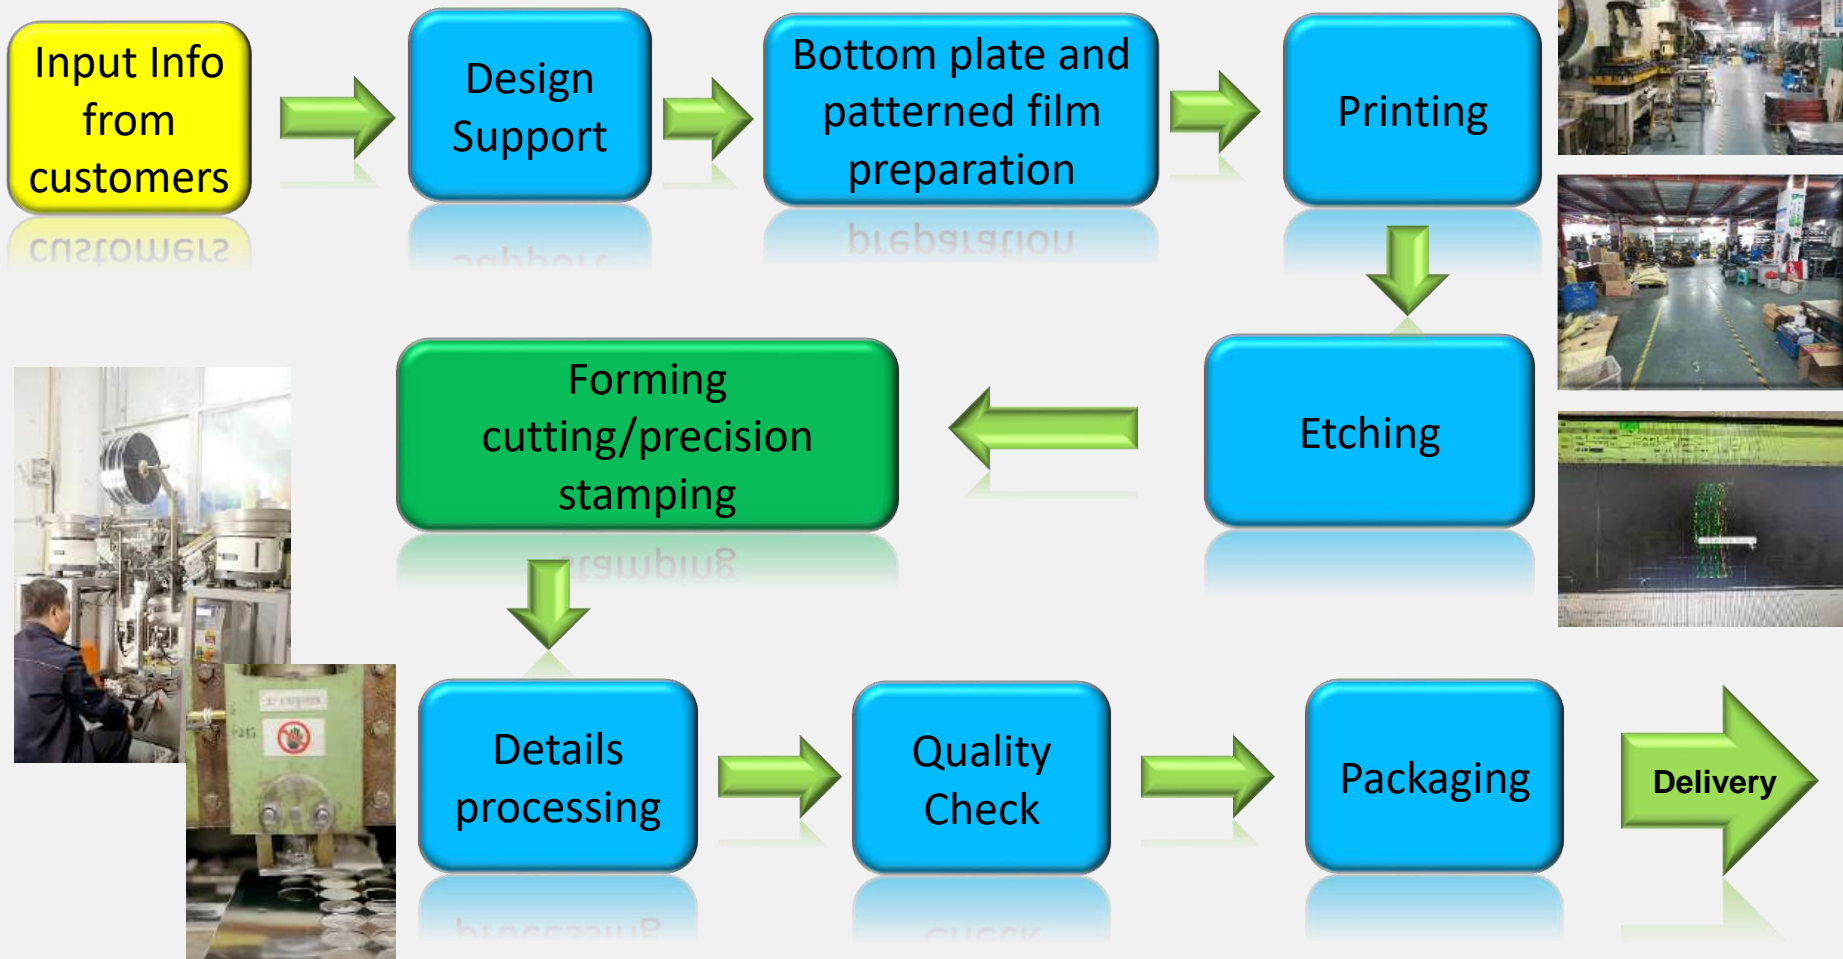 Input Info
from
customers
Design
Support
Bottom plate and
patterned film
preparation
Printing
Etching
Forming
cutting/precision
stamping
Details
processing
Quality
Check
Packaging
Delivery